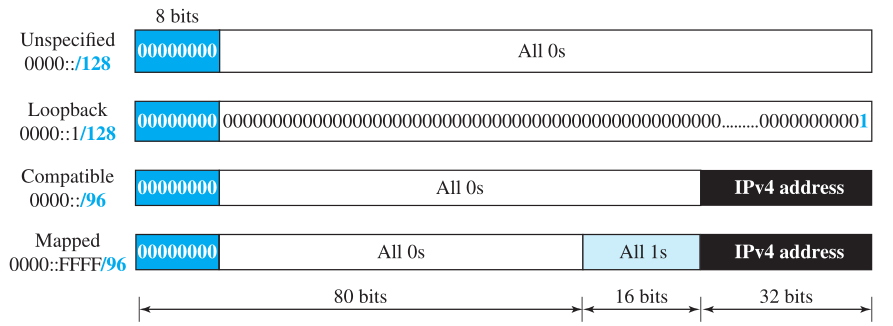 8 bits
Unspecified
0000::/128
00000000
All 0s
Loopback
0000::1/128
00000000
00000000000000000000000000000000000000000000000000.........00000000001
Compatible
0000::/96
00000000
All 0s
IPv4 address
Mapped
0000::FFFF/96
00000000
All 0s
All 1s
IPv4 address
80 bits
16 bits
32 bits